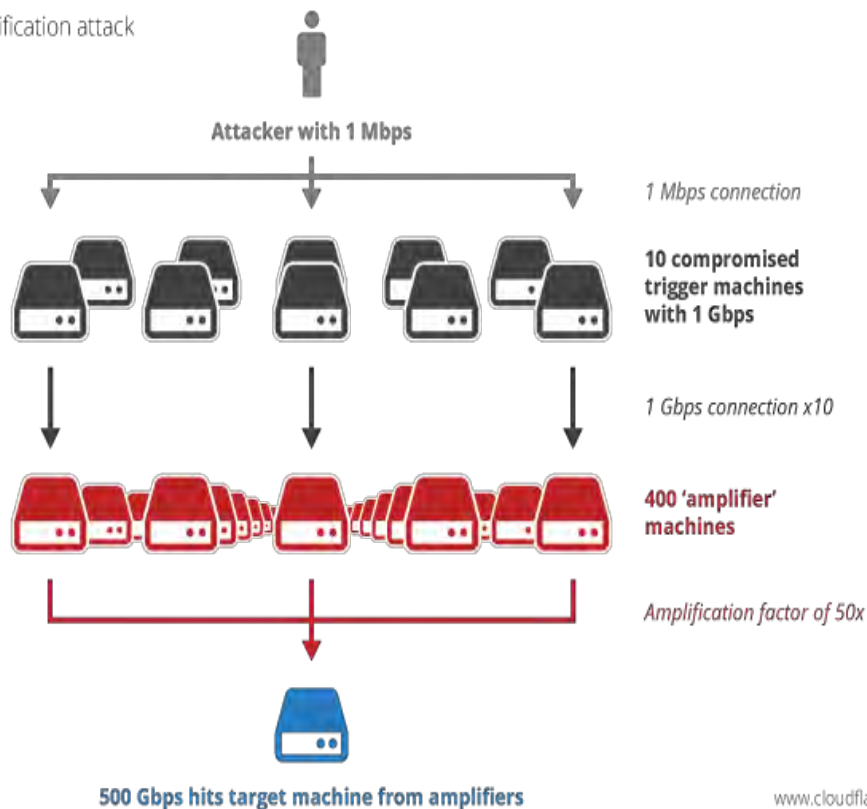 ification attack
Attacker with 1 Mbps
1 Mbps connection
10 compromised
trigger machines
with 1 Gbps
1 Gbps connection x10
400 ‘amplifier’
machines
Amplification factor of 50x
500 Gbps hits target machine from amplifiers
www.cloudfla